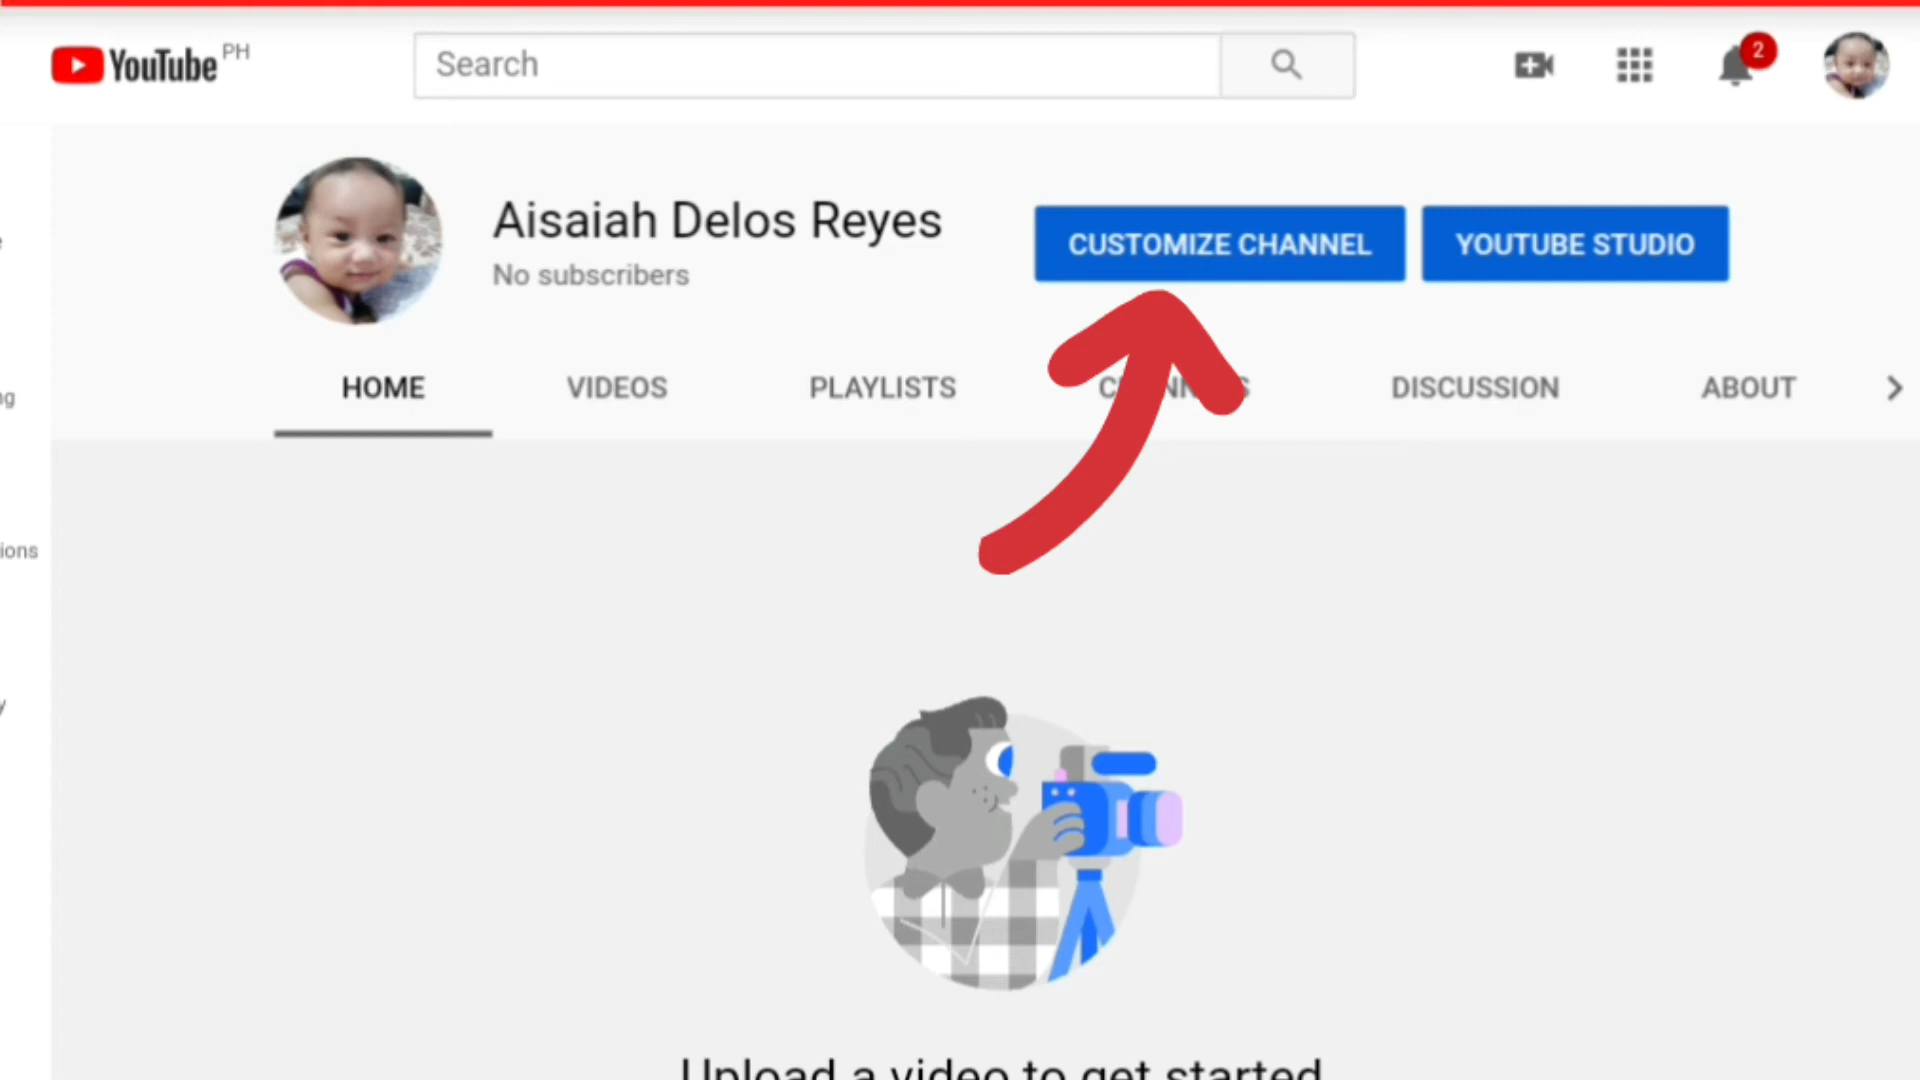 YouTube PH
Search
2
Aisaiah Delos Reyes
No subscribers
CUSTOMIZE CHANNEL
YOUTUBE STUDIO
HOME
VIDEOS
PLAYLISTS
DISCUSSION
ABOUT
ions
Upload a video to get started